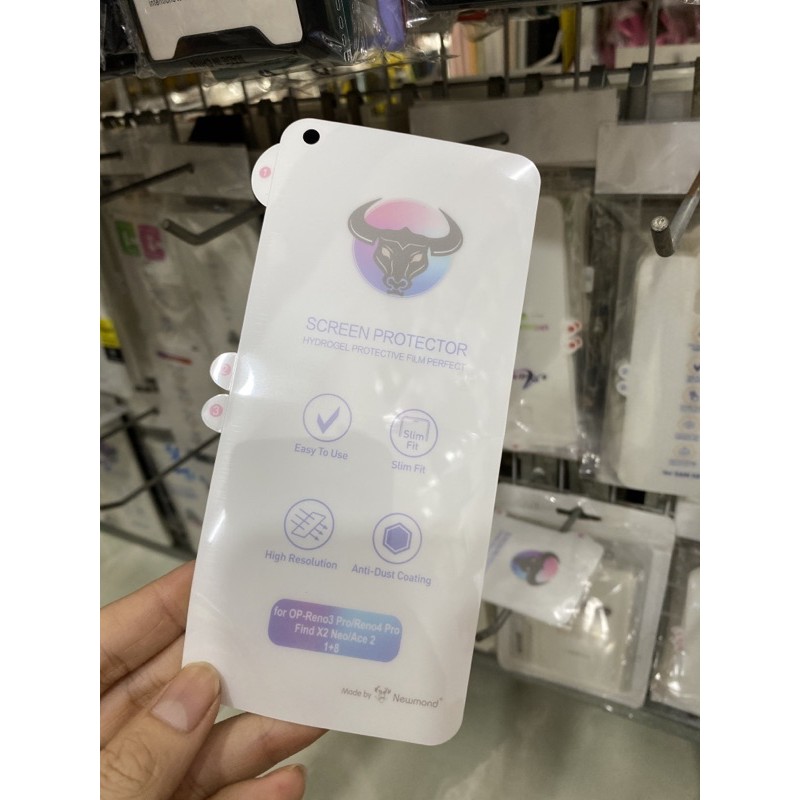 1
SCREEN PROTECTOR
HYDROGEL PROTECTIVE FILM PERFECT
2
3
Easy To Use
Slim
Fit
Slim Fit
High Resolution
Anti-Dust Coating
for OP-Reno3 Pro/Reno4 Pro
Find X2 Neo/Ace 2
1+8
Made by Newmond